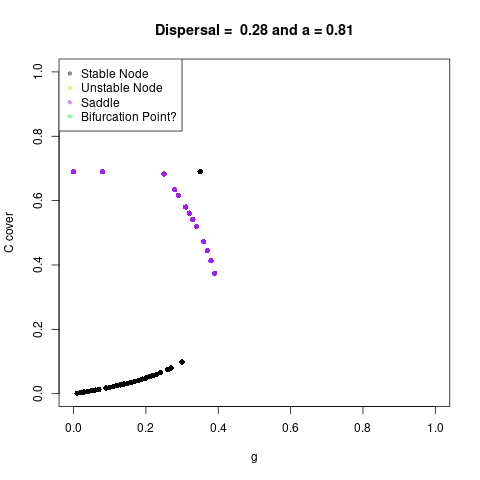 Dispersal =  0.28 and a = 0.81
Stable Node
Unstable Node
Saddle
Bifurcation Point?
C cover
1.0
0.8
0.6
0.4
0.2
0.0
0.0 0.2 0.4 0.6 0.8 1.0
g